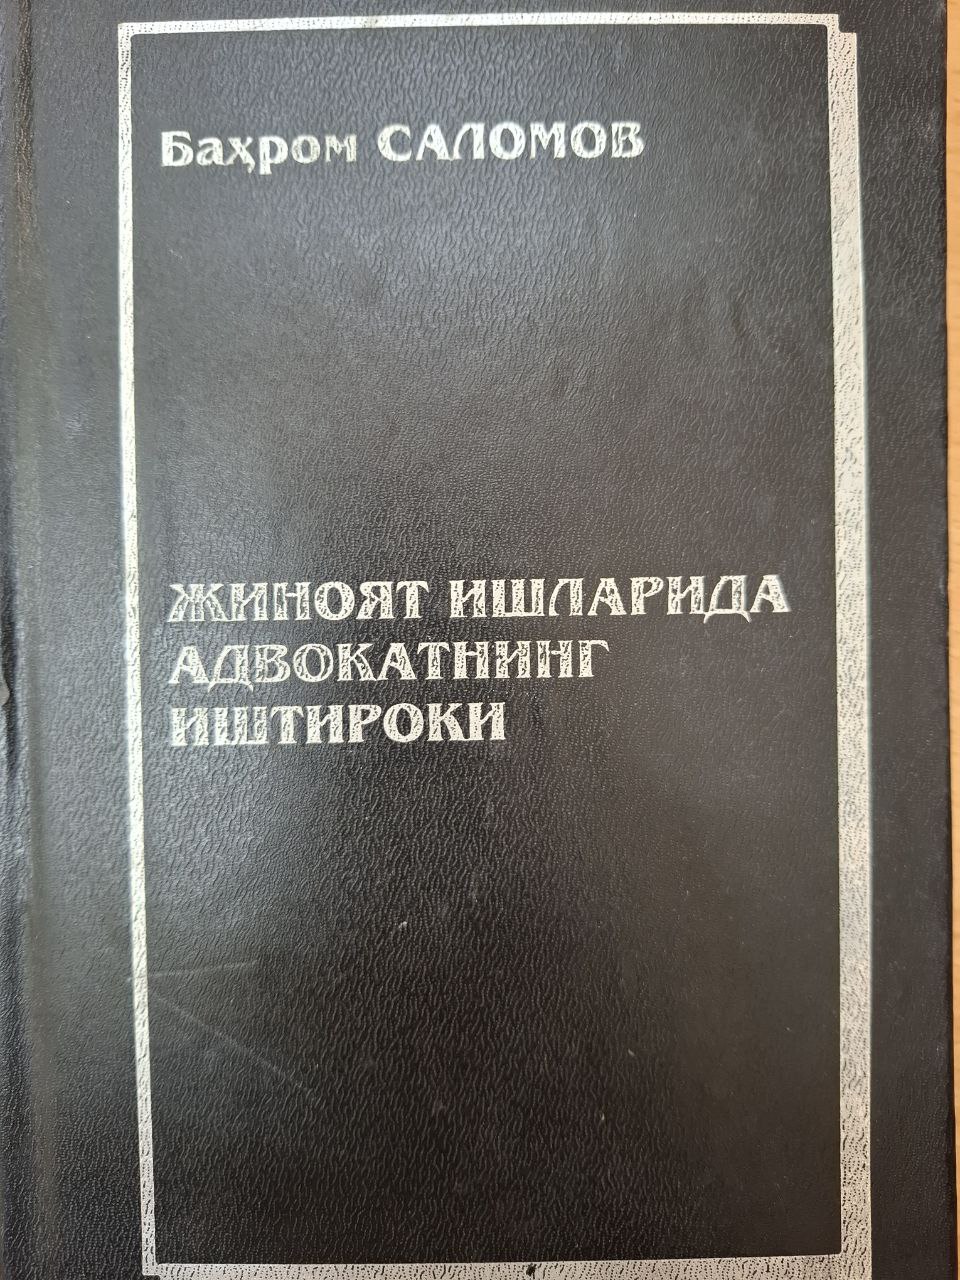 Баҳром САЛОМОВ
ЖИНОЯТ ИШЛАРИДА
АДВОКАТНИНГ
ИШТИРОКИ